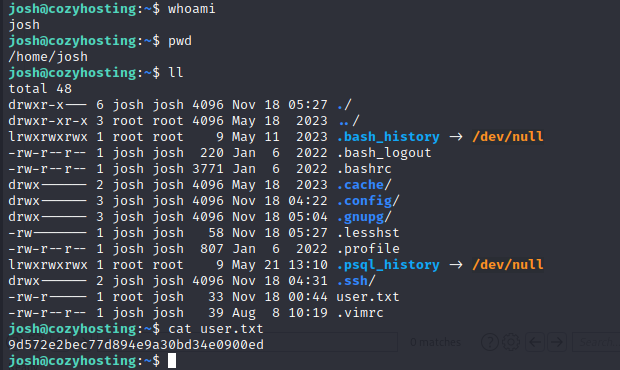 josh@cozyhosting:~$ whoami
josh
josh@cozyhosting:~$ pwd
/home/josh
josh@cozyhosting:~$ ll
total 48
drwxr-x--- 6 josh josh 4096 Nov 18 05:27 ./
drwxr-xr-x 3 root root 4096 May 18  2023 ../
lrwxrwxrwx 1 root root    9 May 11  2023 .bash_history -> /dev/null
-rw-r--r-- 1 josh josh  220 Jan  6  2022 .bash_logout
-rw-r--r-- 1 josh josh 3771 Jan  6  2022 .bashrc
drwx------ 2 josh josh 4096 May 18  2023 .cache/
drwx------ 3 josh josh 4096 Nov 18 04:22 .config/
drwx------ 3 josh josh 4096 Nov 18 05:04 .gnupg/
-rw------- 1 josh josh   58 Nov 18 05:27 .lesshst
-rw-r--r-- 1 josh josh  807 Jan  6  2022 .profile
lrwxrwxrwx 1 root root    9 May 21 13:10 .psql_history -> /dev/null
drwx------ 2 josh josh 4096 Nov 18 04:31 .ssh/
-rw-r----- 1 root josh   33 Nov 18 00:44 user.txt
-rw-r--r-- 1 josh josh   39 Aug  8 10:19 .vimrc
josh@cozyhosting:~$ cat user.txt
9d572e2bec77d894e9a30bd34e0900ed
0 matches
Search
josh@cozyhosting:~$